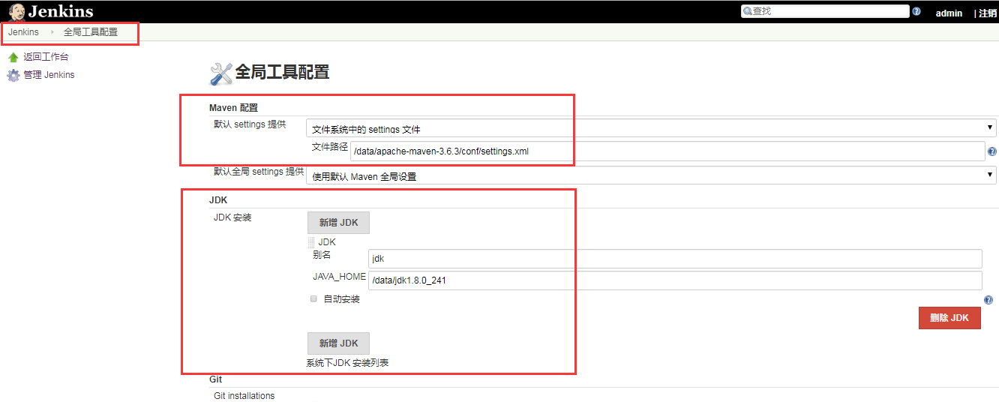 Jenkins
查找
admin
| 注销
Jenkins
全局工具配置
返回工作台
管理 Jenkins
全局工具配置
Maven 配置
默认 settings 提供
文件系统中的 settings 文件
文件路径
/data/apache-maven-3.6.3/conf/settings.xml
默认全局 settings 提供
使用默认 Maven 全局设置
JDK
JDK 安装
新增 JDK
JDK
别名
jdk
JAVA_HOME
/data/jdk1.8.0_241
自动安装
删除 JDK
新增 JDK
系统下JDK 安装列表
Git
Git installations